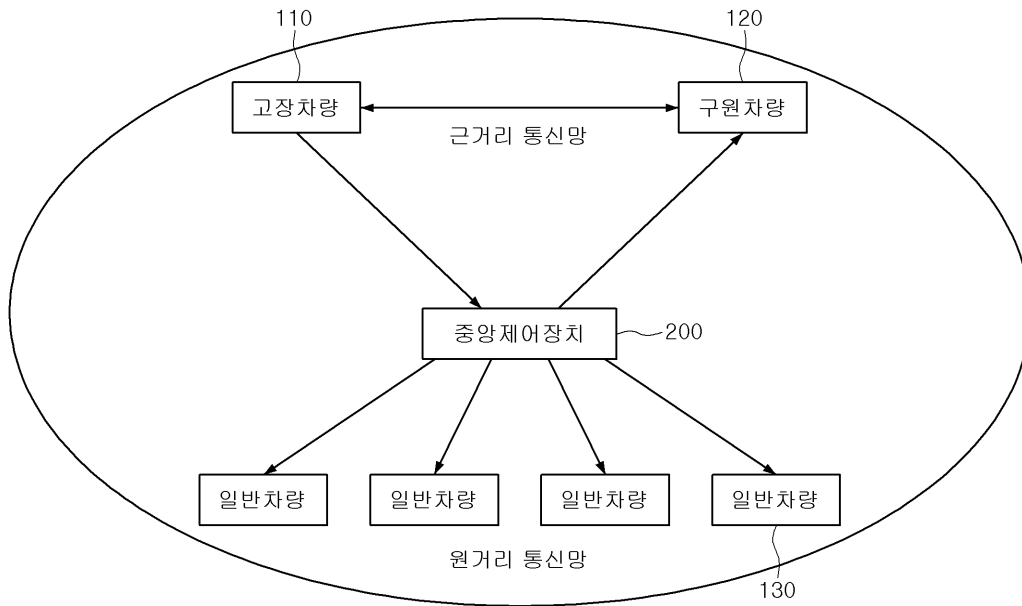 110
120
고장차량
구원차량
근거리 통신망
중앙제어장치
200
일반차량
일반차량
일반차량
일반차량
원거리 통신망
130